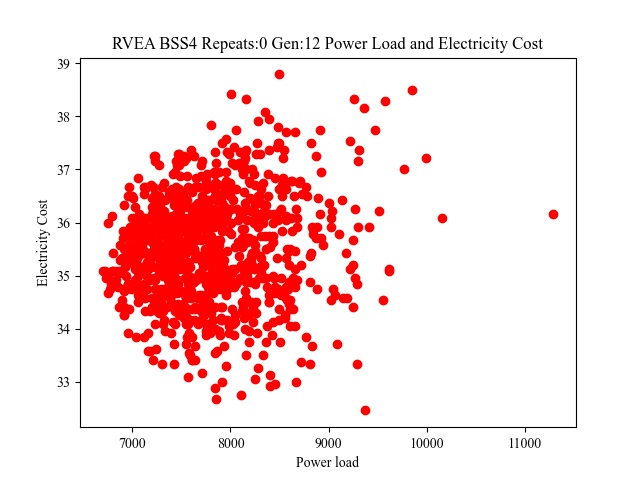 RVEA BSS4 Repeats:0 Gen:12 Power Load and Electricity Cost
39
38
37
36
35
34
33
Electricity Cost
7000 8000 9000 10000 11000
Power load